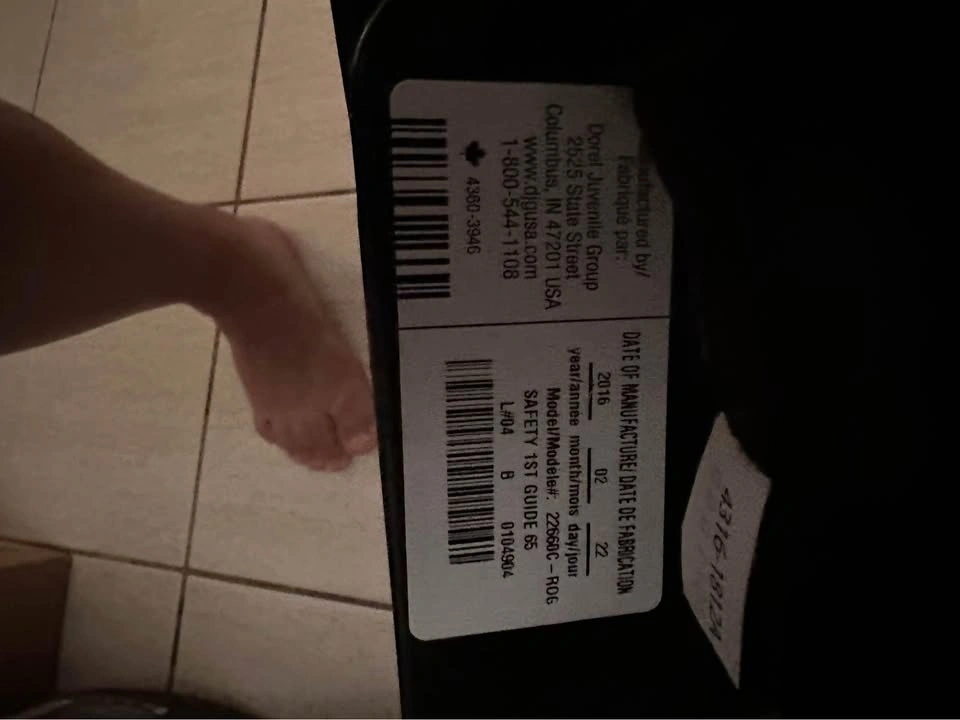 Fabriqué par:
Dorel Juvenile Group
2525 State Street
Columbus, IN 47201 USA
www.djgusa.com
1-800-544-1108
4360-3946
DATE OF MANUFACTURE/ DATE DE FABRICATION
2016 02 22
year/année month/mois day/jour
Model/Modèle#: 22660C - ROG
SAFETY 1ST GUIDE 65
L#04 B 0104904